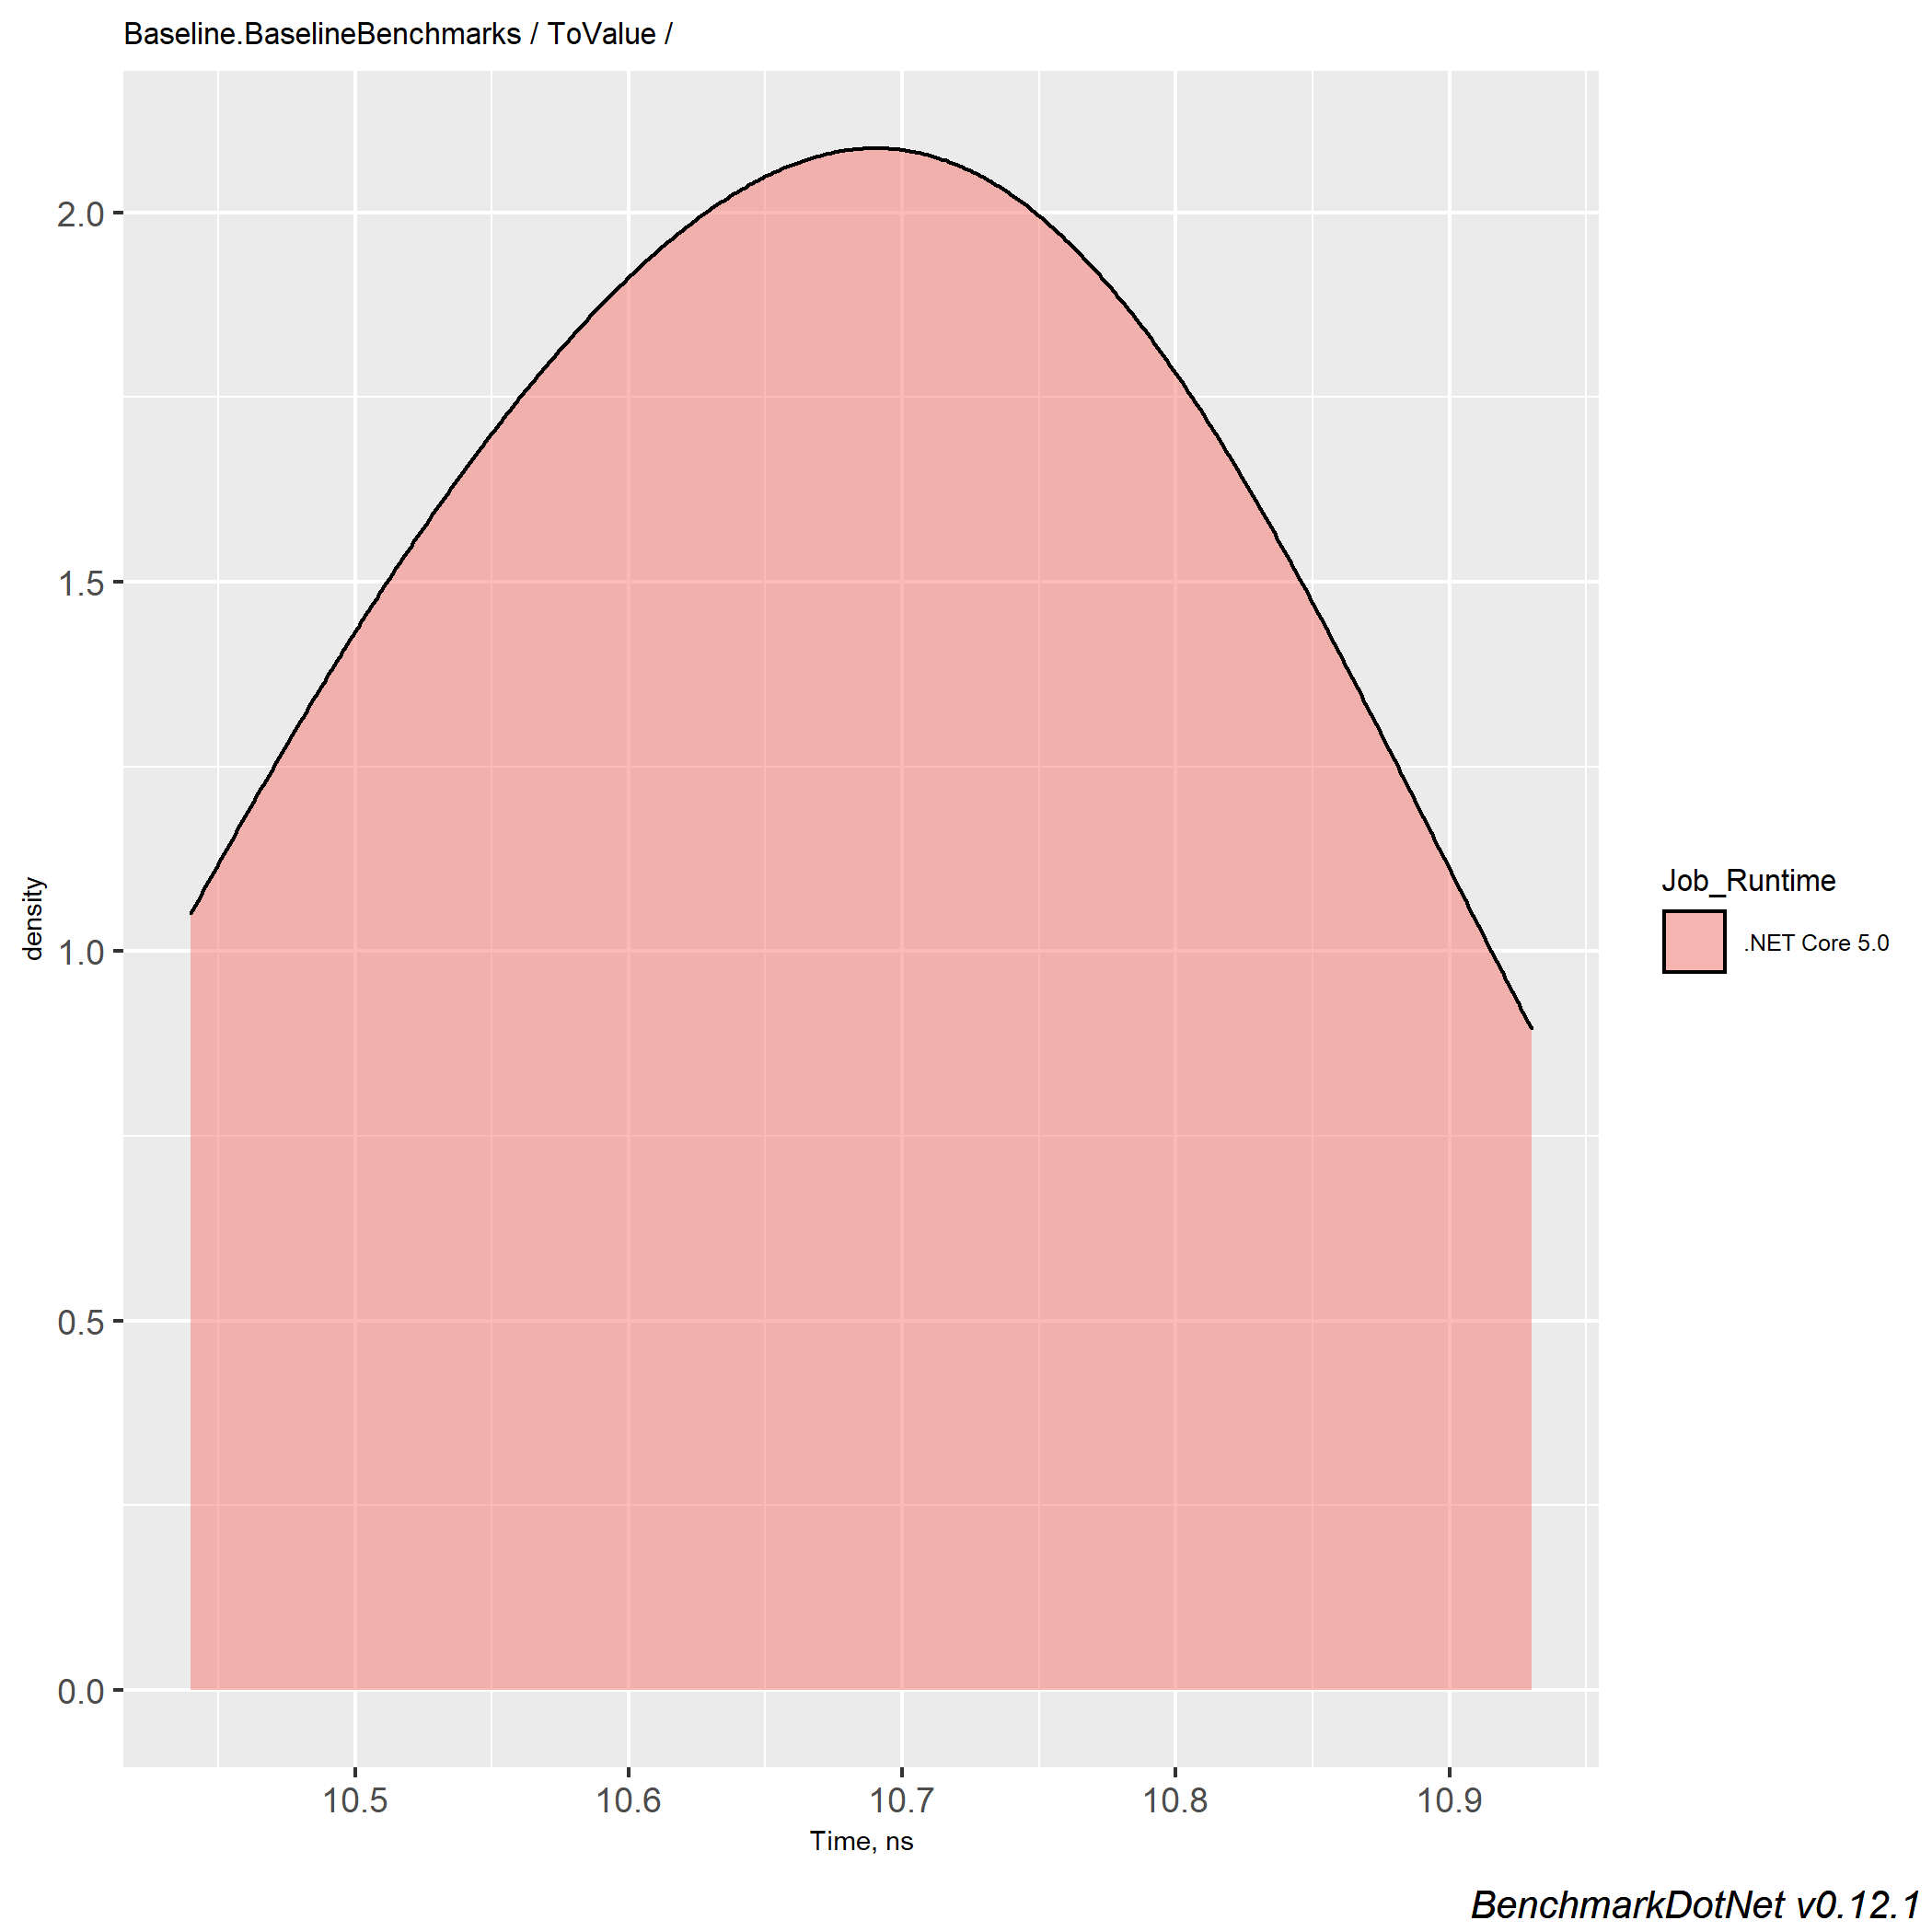 Baseline.BaselineBenchmarks / ToValue /
2.0
1.5
1.0
0.5
0.0
density
10.5 10.6 10.7 10.8 10.9
Time, ns
Job_Runtime
.NET Core 5.0
BenchmarkDotNet v0.12.1